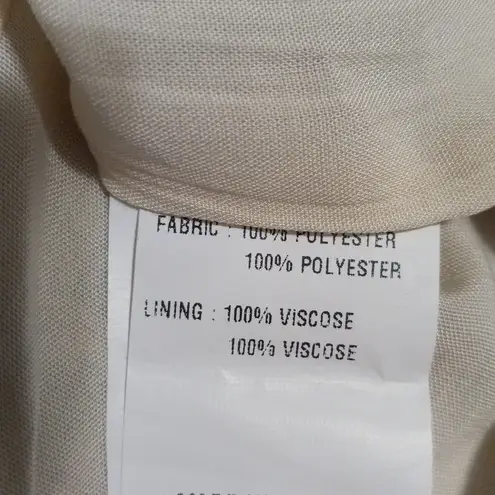 FABRIC : 100% POLYESTER
100% POLYESTER
LINING : 100% VISCOSE
100% VISCOSE